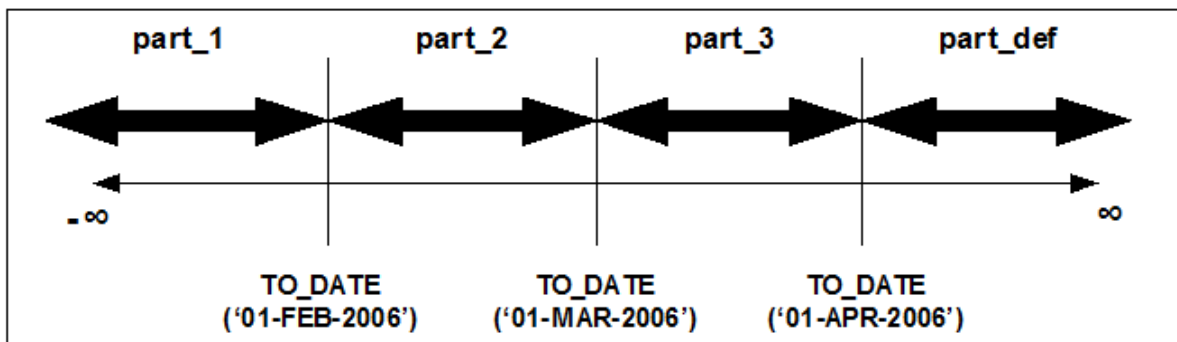 part_1 part_2 part_3 part_def
-∞ ∞
TO_DATE TO_DATE TO_DATE
(‘01-FEB-2006’) (‘01-MAR-2006’) (‘01-APR-2006’)